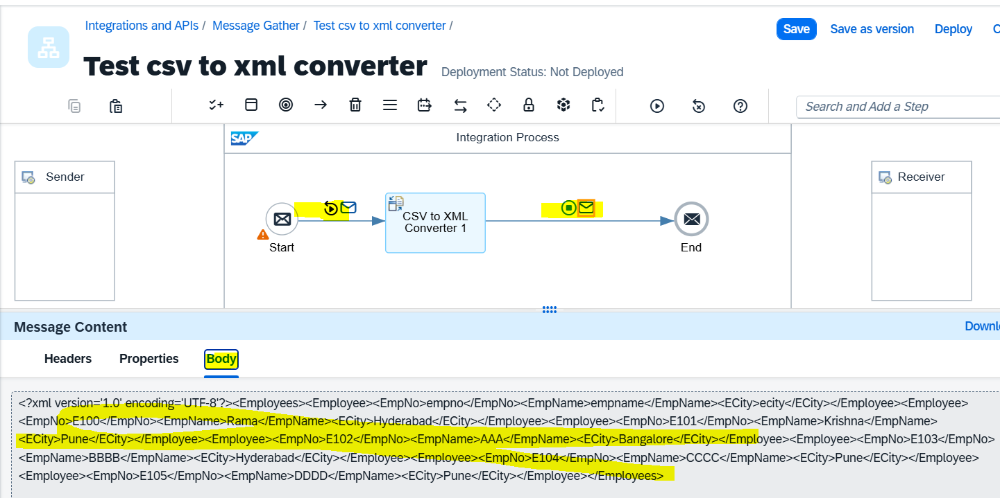 Integrations and APIs / Message Gather / Test csv to xml converter /
Save Save as version Deploy
Test csv to xml converter Deployment Status: Not Deployed
Search and Add a Step
SAP Integration Process
Sender
Receiver
CSV to XML
Converter 1
Start
End
Message Content
Downl
Headers Properties Body
<?xml version='1.0' encoding='UTF-8'?><Employees><Employee><EmpNo>empno</EmpNo><EmpName>empname</EmpName><ECity>ecity</ECity></Employee><Employee>
<EmpNo>E100</EmpNo><EmpName>Rama</EmpName><ECity>Hyderabad</ECity></Employee><Employee><EmpNo>E101</EmpNo><EmpName>Krishna</EmpName>
<ECity>Pune</ECity></Employee><Employee><EmpNo>E102</EmpNo><EmpName>AAA</EmpName><ECity>Bangalore</ECity></Employee><Employee><EmpNo>E103</EmpNo>
<EmpName>BBBB</EmpName><ECity>Hyderabad</ECity></Employee><Employee><EmpNo>E104</EmpNo><EmpName>CCCC</EmpName><ECity>Pune</ECity></Employee>
<Employee><EmpNo>E105</EmpNo><EmpName>DDDD</EmpName><ECity>Pune</ECity></Employee></Employees>